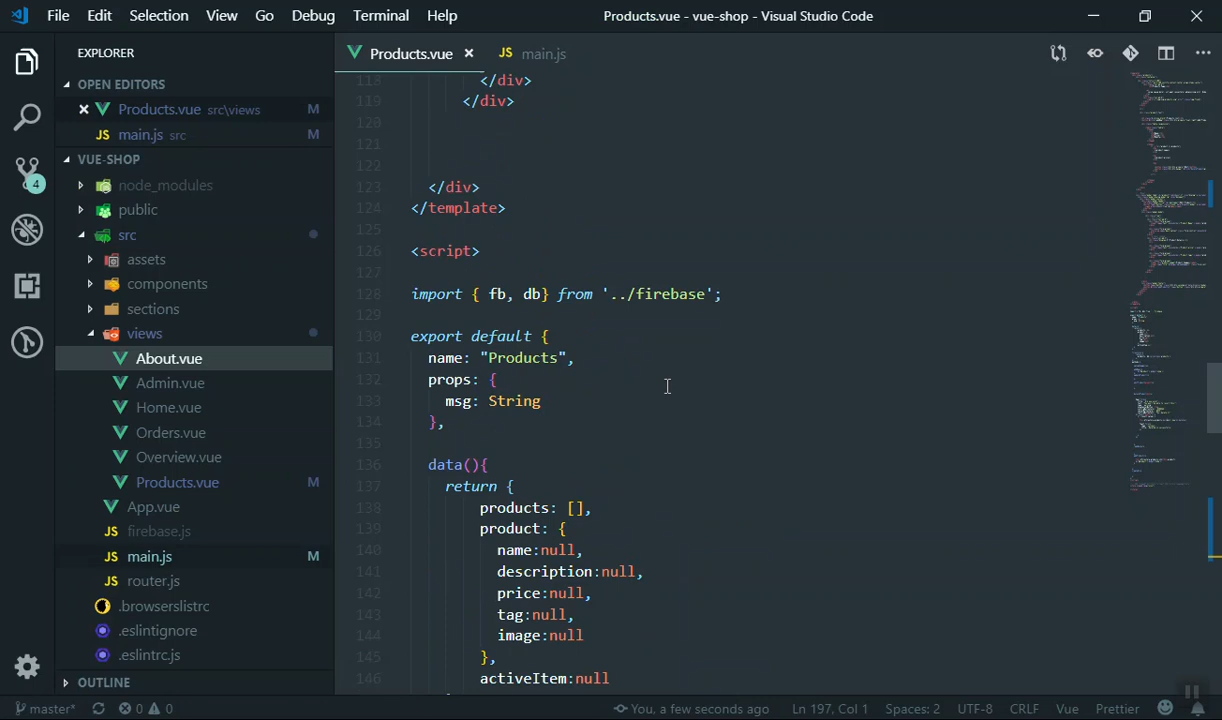 File Edit Selection View Go Debug Terminal Help Products.vue - vue-shop - Visual Studio Code
EXPLORER
OPEN EDITORS
Products.vue src\views M
JS main.js src M
VUE-SHOP
node_modules
public
src
assets
components
sections
views
About.vue
Admin.vue
Home.vue
Orders.vue
Overview.vue
Products.vue M
App.vue
JS firebase.js
JS main.js M
JS router.js
.browserslistrc
.eslintignore
.eslintrc.js
OUTLINE
4
Products.vue JS main.js
118 </div>
119 </div>
120
121
122
123 </div>
124 </template>
125
126 <script>
127
128 import { fb, db} from '../firebase';
129
130 export default {
131 name: "Products",
132 props: {
133 msg: String
134 },
135
136 data(){
137 return {
138 products: [],
139 product: {
140 name:null,
141 description:null,
142 price:null,
143 tag:null,
144 image:null
145 },
146 activeItem:null
master* 0 0 You, a few seconds ago Ln 197, Col 1 Spaces: 2 UTF-8 CRLF Vue Prettier